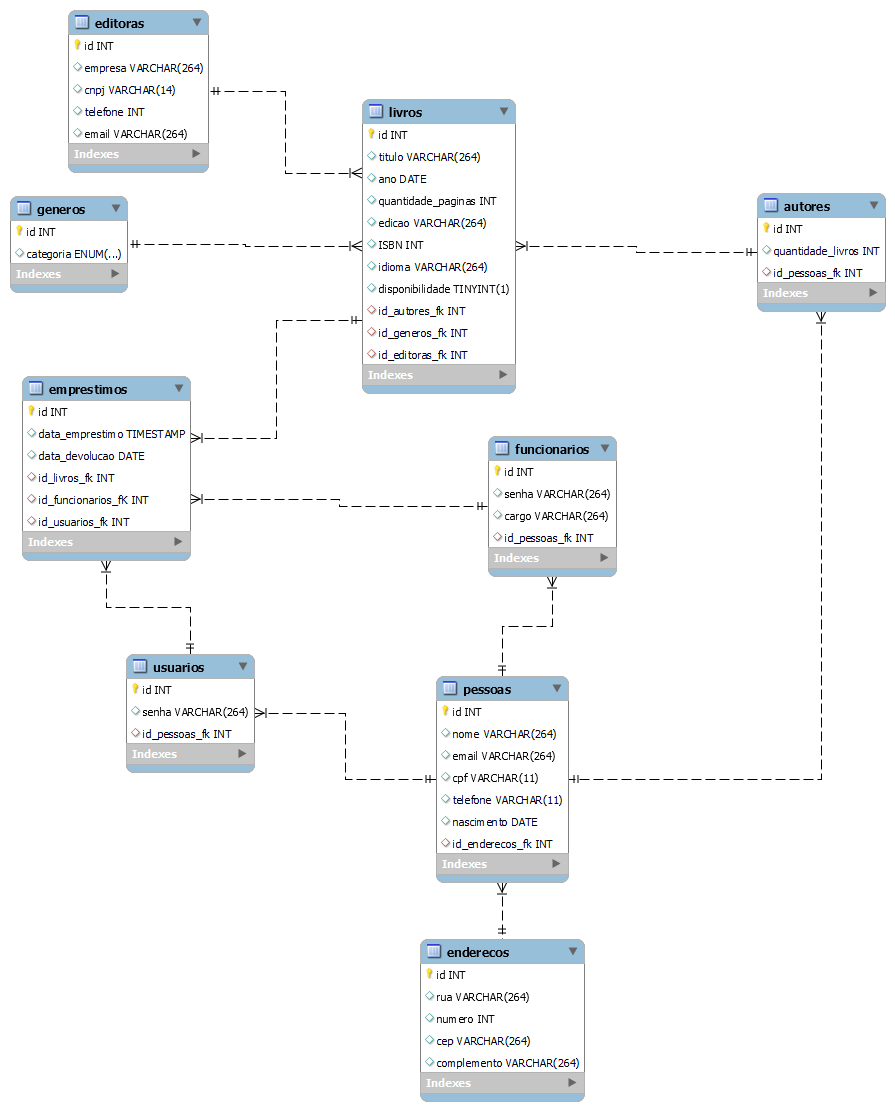 editoras
id INT
empresa VARCHAR(264)
cnpj VARCHAR(14)
telefone INT
email VARCHAR(264)
Indexes
livros
id INT
titulo VARCHAR(264)
ano DATE
quantidade_paginas INT
edicao VARCHAR(264)
ISBN INT
idioma VARCHAR(264)
disponibilidade TINYINT(1)
id_autores_fk INT
id_generos_fk INT
id_editoras_fk INT
Indexes
generos
id INT
categoria ENUM(...)
Indexes
autores
id INT
quantidade_livros INT
id_pessoas_fk INT
Indexes
emprestimos
id INT
data_emprestimo TIMESTAMP
data_devolucao DATE
id_livros_fk INT
id_funcionarios_fK INT
id_usuarios_fk INT
Indexes
funcionarios
id INT
senha VARCHAR(264)
cargo VARCHAR(264)
id_pessoas_fk INT
Indexes
usuarios
id INT
senha VARCHAR(264)
id_pessoas_fk INT
Indexes
pessoas
id INT
nome VARCHAR(264)
email VARCHAR(264)
cpf VARCHAR(11)
telefone VARCHAR(11)
nascimento DATE
id_enderecos_fk INT
Indexes
enderecos
id INT
rua VARCHAR(264)
numero INT
cep VARCHAR(264)
complemento VARCHAR(264)
Indexes